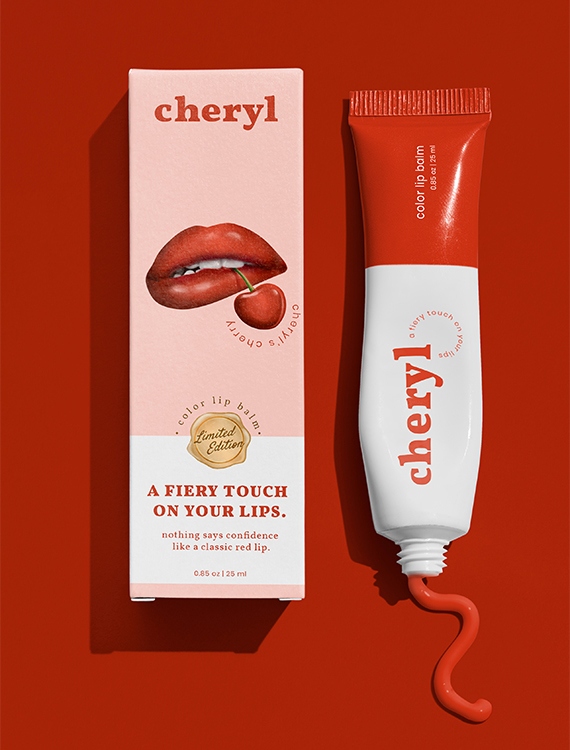 cheryl
cheryl's cherry
• color lip balm •
Limited
Edition
A FIERY TOUCH
ON YOUR LIPS.
nothing says confidence
like a classic red lip.
0.85 oz | 25 ml
color lip balm
0.85 oz | 25 ml
a fiery touch on your lips
cheryl